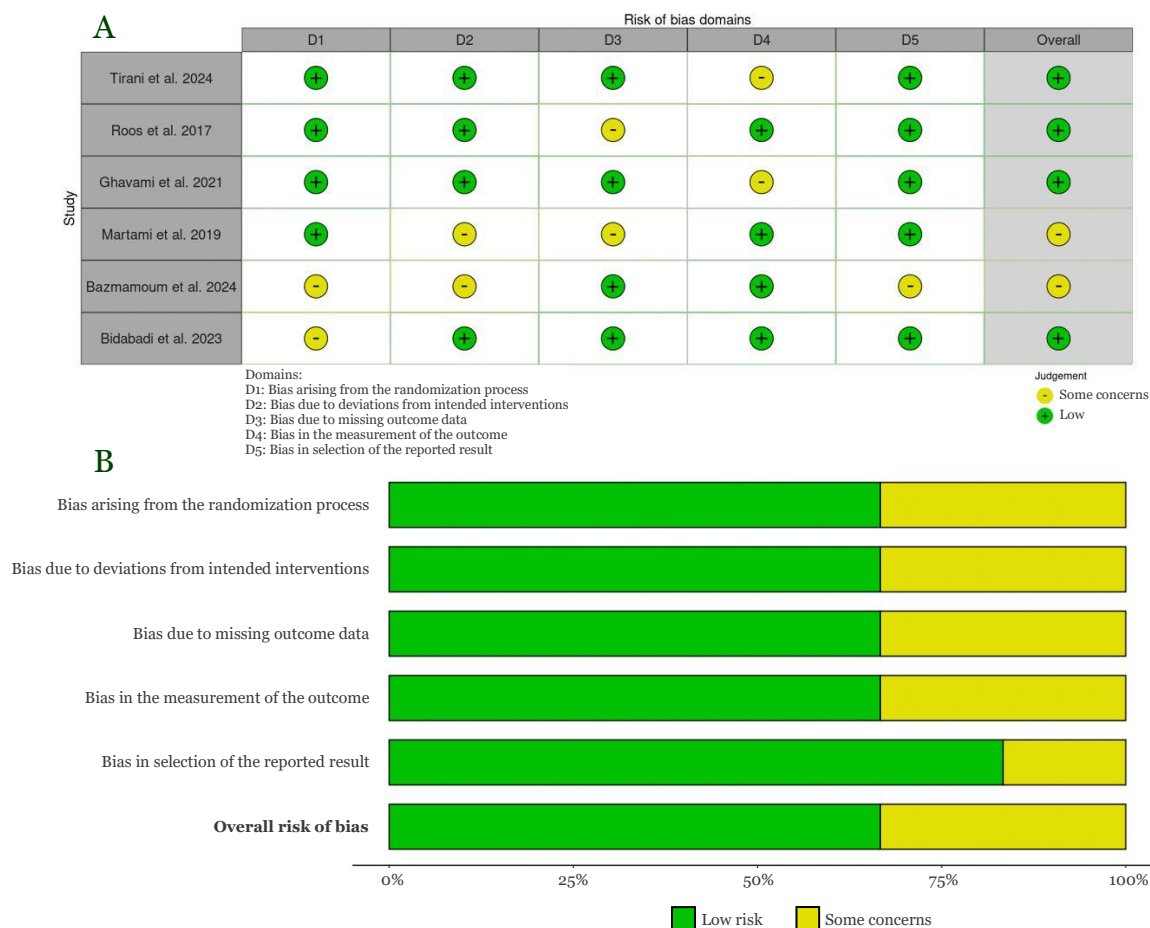 A
Risk of bias domains
D1 D2 D3 D4 D5 Overall
Study
Tirani et al. 2024 + + + - + +
Roos et al. 2017 + + - + + +
Ghavami et al. 2021 + + + - + +
Martami et al. 2019 + - - + + -
Bazmamoum et al. 2024 - - + + - -
Bidabadi et al. 2023 - + + + + +
Domains:
D1: Bias arising from the randomization process
D2: Bias due to deviations from intended interventions
D3: Bias due to missing outcome data
D4: Bias in the measurement of the outcome
D5: Bias in selection of the reported result
Judgement
- Some concerns
+ Low
B
Bias arising from the randomization process
Bias due to deviations from intended interventions
Bias due to missing outcome data
Bias in the measurement of the outcome
Bias in selection of the reported result
Overall risk of bias
0% 25% 50% 75% 100%
Low risk Some concerns